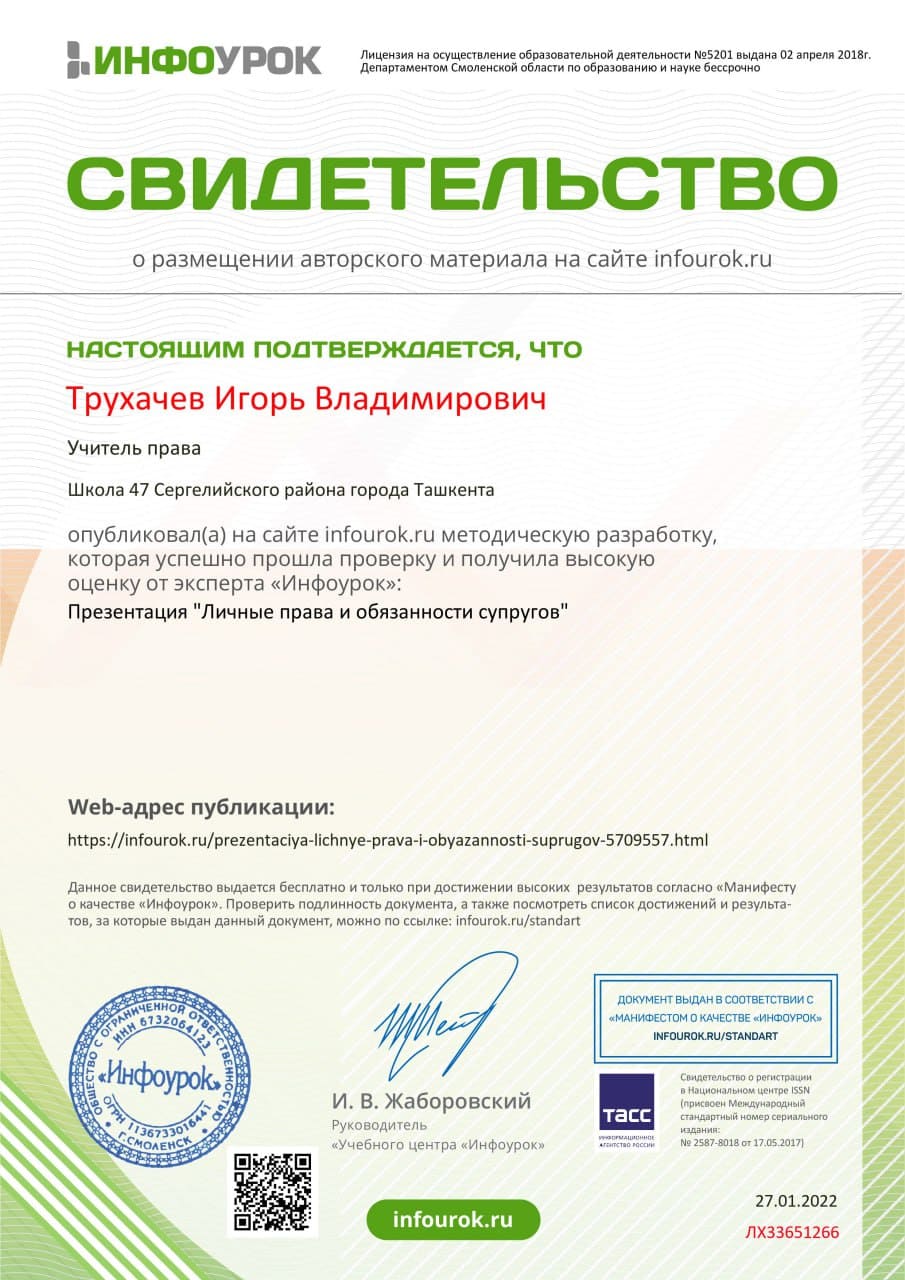 ИНФОУРОК
Лицензия на осуществление образовательной деятельности №5201 выдана 02 апреля 2018г.
Департаментом Смоленской области по образованию и науке бессрочно
СВИДЕТЕЛЬСТВО
о размещении авторского материала на сайте infourok.ru
НАСТОЯЩИМ ПОДТВЕРЖДАЕТСЯ, ЧТО
Трухачев Игорь Владимирович
Учитель права
Школа 47 Сергелийского района города Ташкента
опубликовал(а) на сайте infourok.ru методическую разработку,
которая успешно прошла проверку и получила высокую
оценку от эксперта «Инфоурок»:
Презентация "Личные права и обязанности супругов"
Web-адрес публикации:
https://infourok.ru/prezentaciya-lichnye-prava-i-obyazannosti-suprugov-5709557.html
Данное свидетельство выдается бесплатно и только при достижении высоких результатов согласно «Манифесту
о качестве «Инфоурок». Проверить подлинность документа, а также посмотреть список достижений и результа-
тов, за которые выдан данный документ, можно по ссылке: infourok.ru/standart
ОБЩЕСТВО С ОГРАНИЧЕННОЙ ОТВЕТСТВЕННОСТЬЮ
ИНН 6732064123
«Инфоурок»
ОГРН 1136733016441
Г.СМОЛЕНСК
И. В. Жаборовский
Руководитель
«Учебного центра «Инфоурок»
ДОКУМЕНТ ВЫДАН В СООТВЕТСТВИИ С
«МАНИФЕСТОМ О КАЧЕСТВЕ «ИНФОУРОК»
INFOUROK.RU/STANDART
ТАСС
ИНФОРМАЦИОННОЕ
АГЕНТСТВО РОССИИ
Свидетельство о регистрации
в Национальном центре ISSN
(присвоен Международный
стандартный номер сериального
издания:
№ 2587-8018 от 17.05.2017)
infourok.ru
27.01.2022
ЛХ33651266